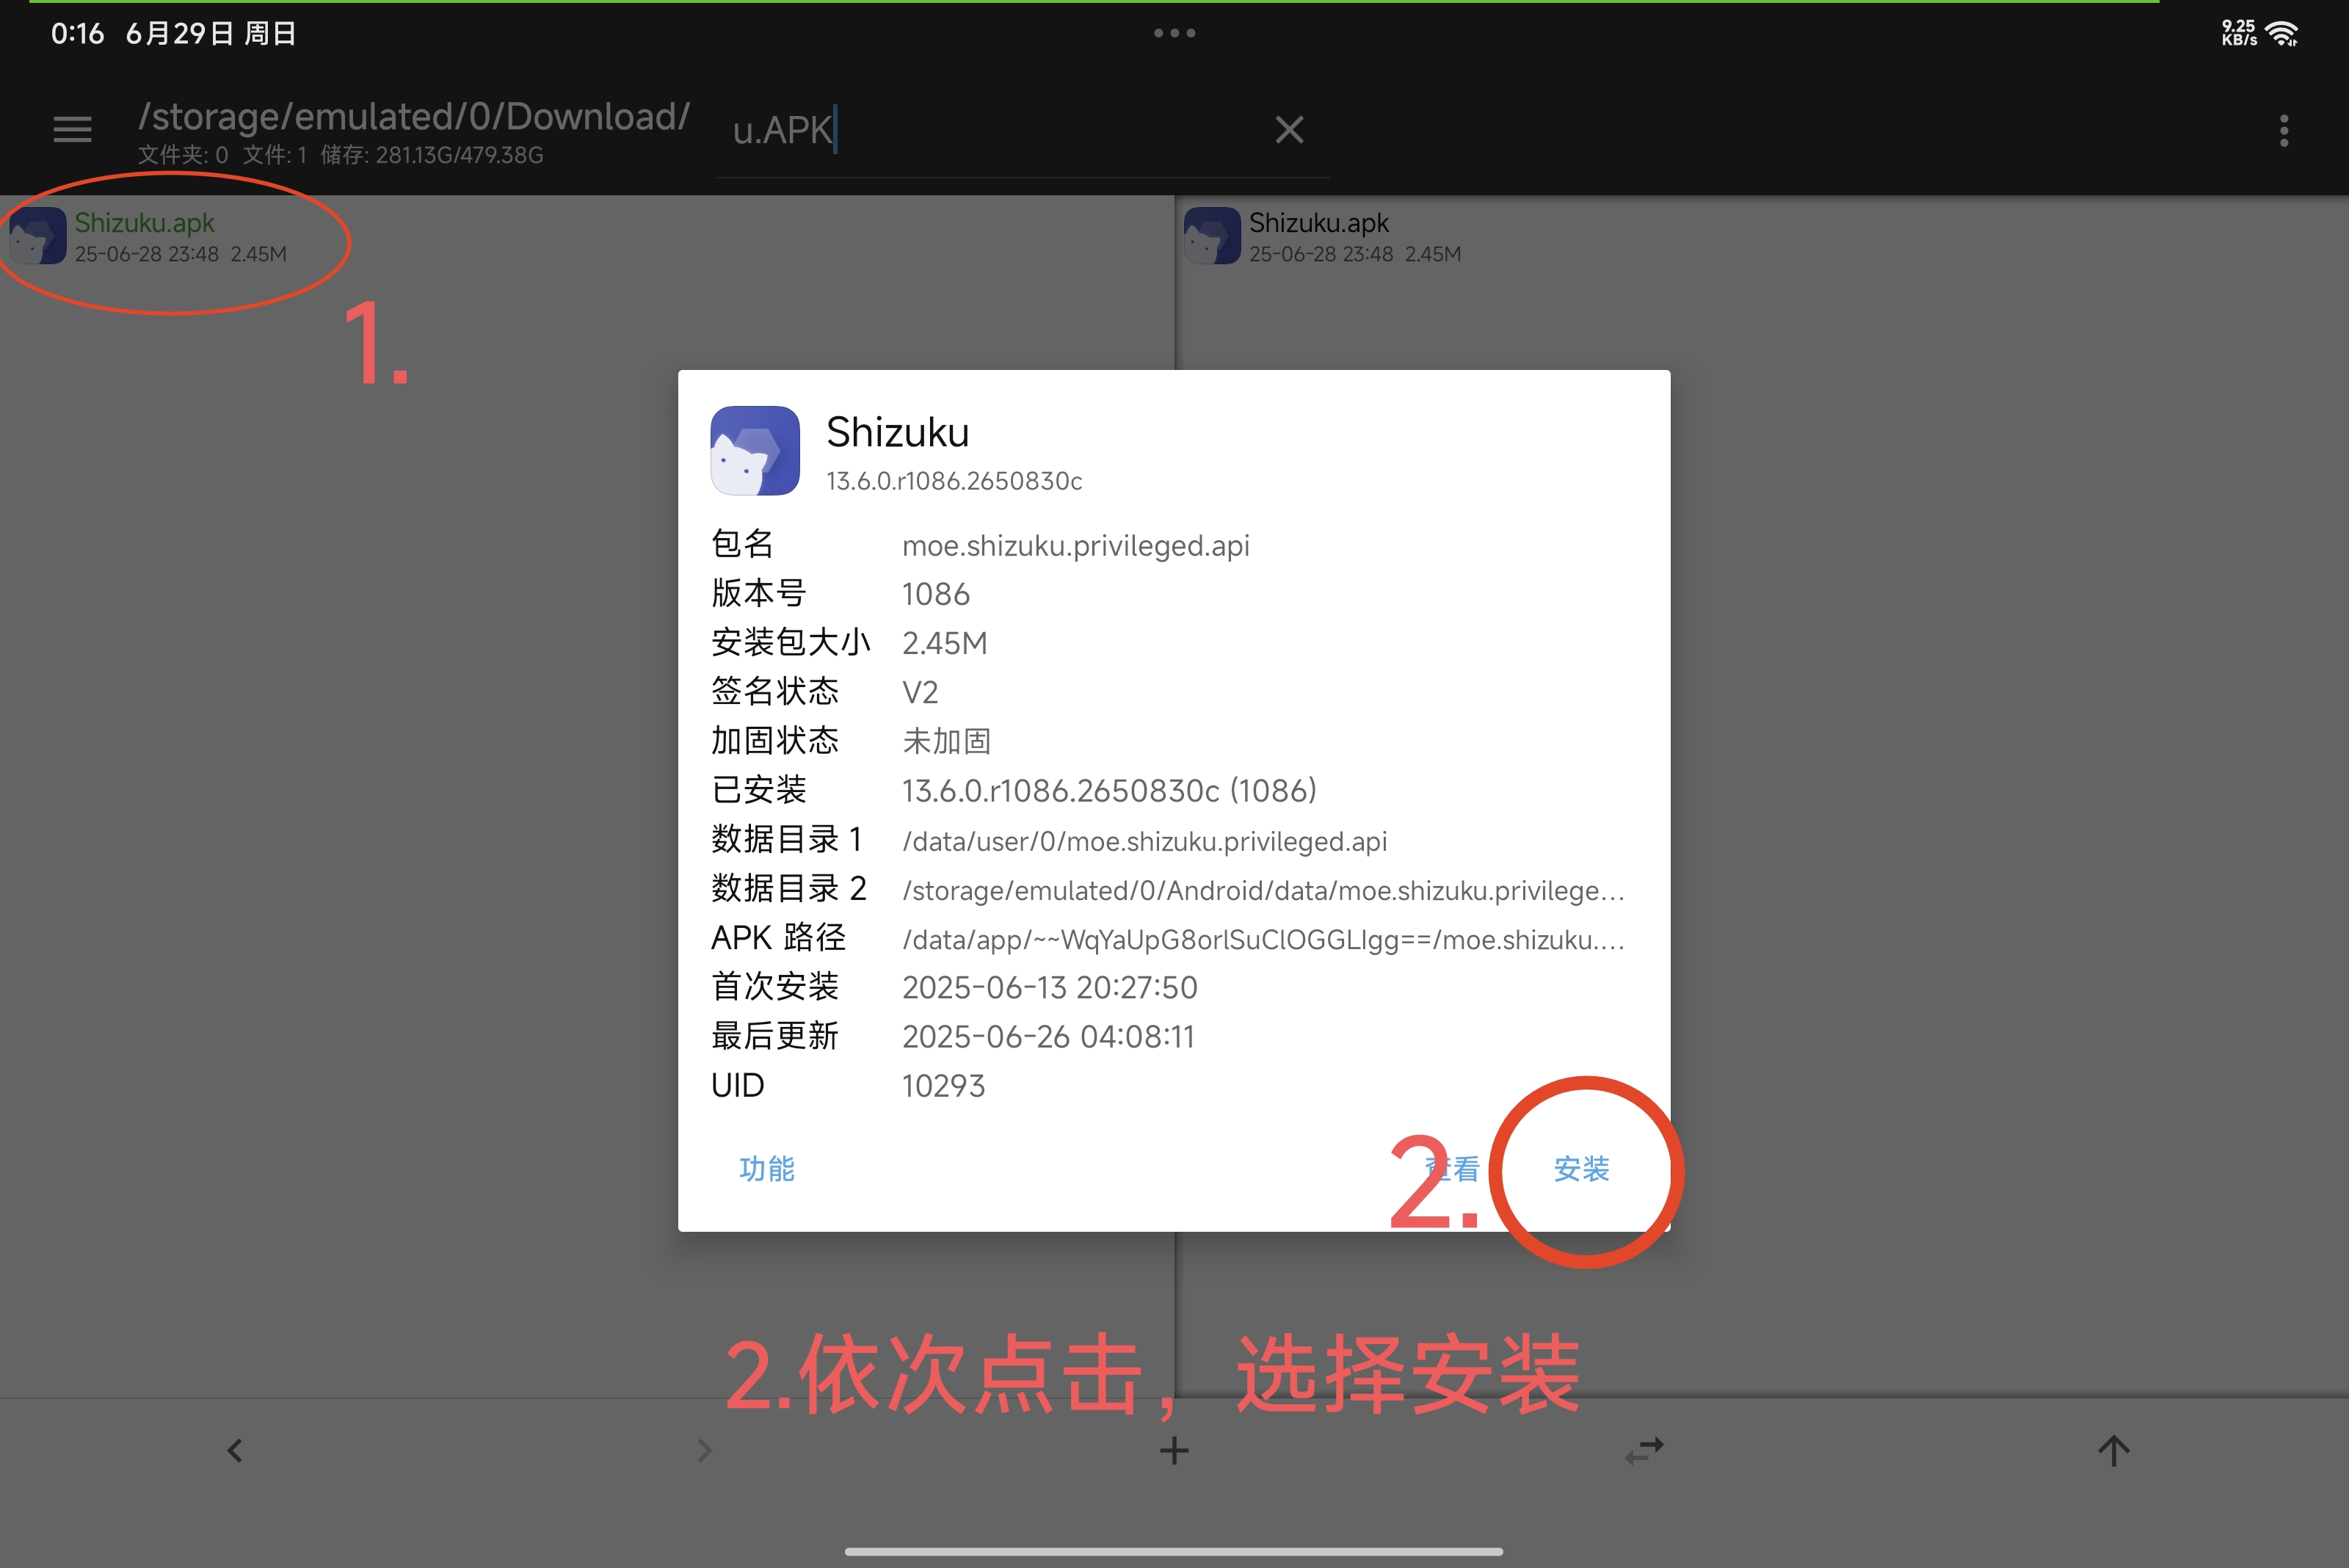 0:16 6月29日 周日
9.25
KB/s
/storage/emulated/0/Download/
文件夹: 0 文件: 1 储存: 281.13G/479.38G
u.APK
Shizuku.apk
25-06-28 23:48 2.45M
Shizuku.apk
25-06-28 23:48 2.45M
1.
Shizuku
13.6.0.r1086.2650830c
包名 moe.shizuku.privileged.api
版本号 1086
安装包大小 2.45M
签名状态 V2
加固状态 未加固
已安装 13.6.0.r1086.2650830c (1086)
数据目录 1 /data/user/0/moe.shizuku.privileged.api
数据目录 2 /storage/emulated/0/Android/data/moe.shizuku.privilege...
APK 路径 /data/app/~~WqYaUpG8orlSuClOGGLIgg==/moe.shizuku....
首次安装 2025-06-13 20:27:50
最后更新 2025-06-26 04:08:11
UID 10293
功能 查看 安装
2.
2.依次点击，选择安装